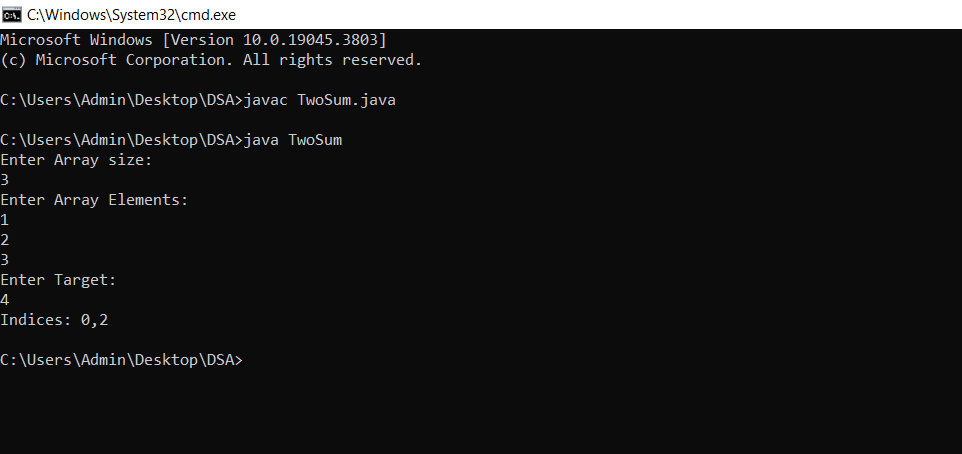 C:\Windows\System32\cmd.exe
Microsoft Windows [Version 10.0.19045.3803]
(c) Microsoft Corporation. All rights reserved.
C:\Users\Admin\Desktop\DSA>javac TwoSum.java
C:\Users\Admin\Desktop\DSA>java TwoSum
Enter Array size:
3
Enter Array Elements:
1
2
3
Enter Target:
4
Indices: 0,2
C:\Users\Admin\Desktop\DSA>